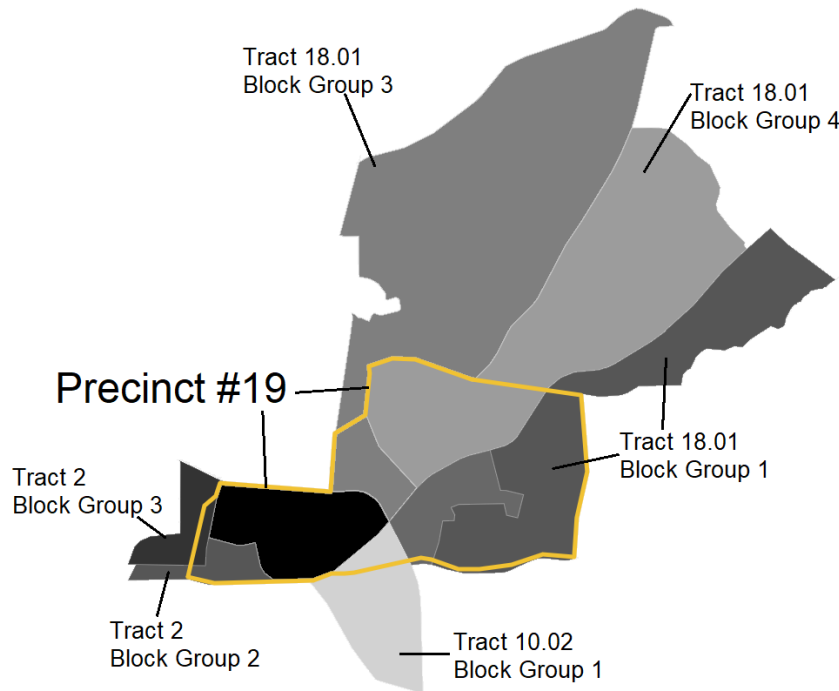 Tract 18.01
Block Group 3
Tract 18.01
Block Group 4
Precinct #19
Tract 18.01
Block Group 1
Tract 2
Block Group 3
Tract 2
Block Group 2
Tract 10.02
Block Group 1